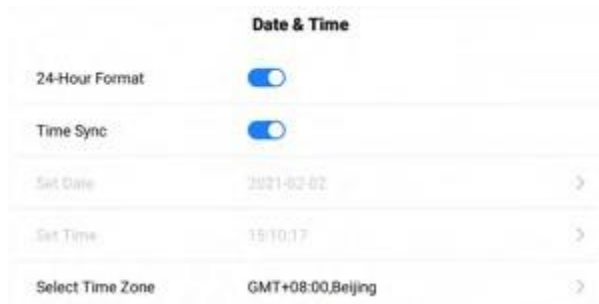 Date & Time
24-Hour Format
Time Sync
Set Date 2021-02-02
Set Time 15:10:17
Select Time Zone GMT+08:00,Beijing